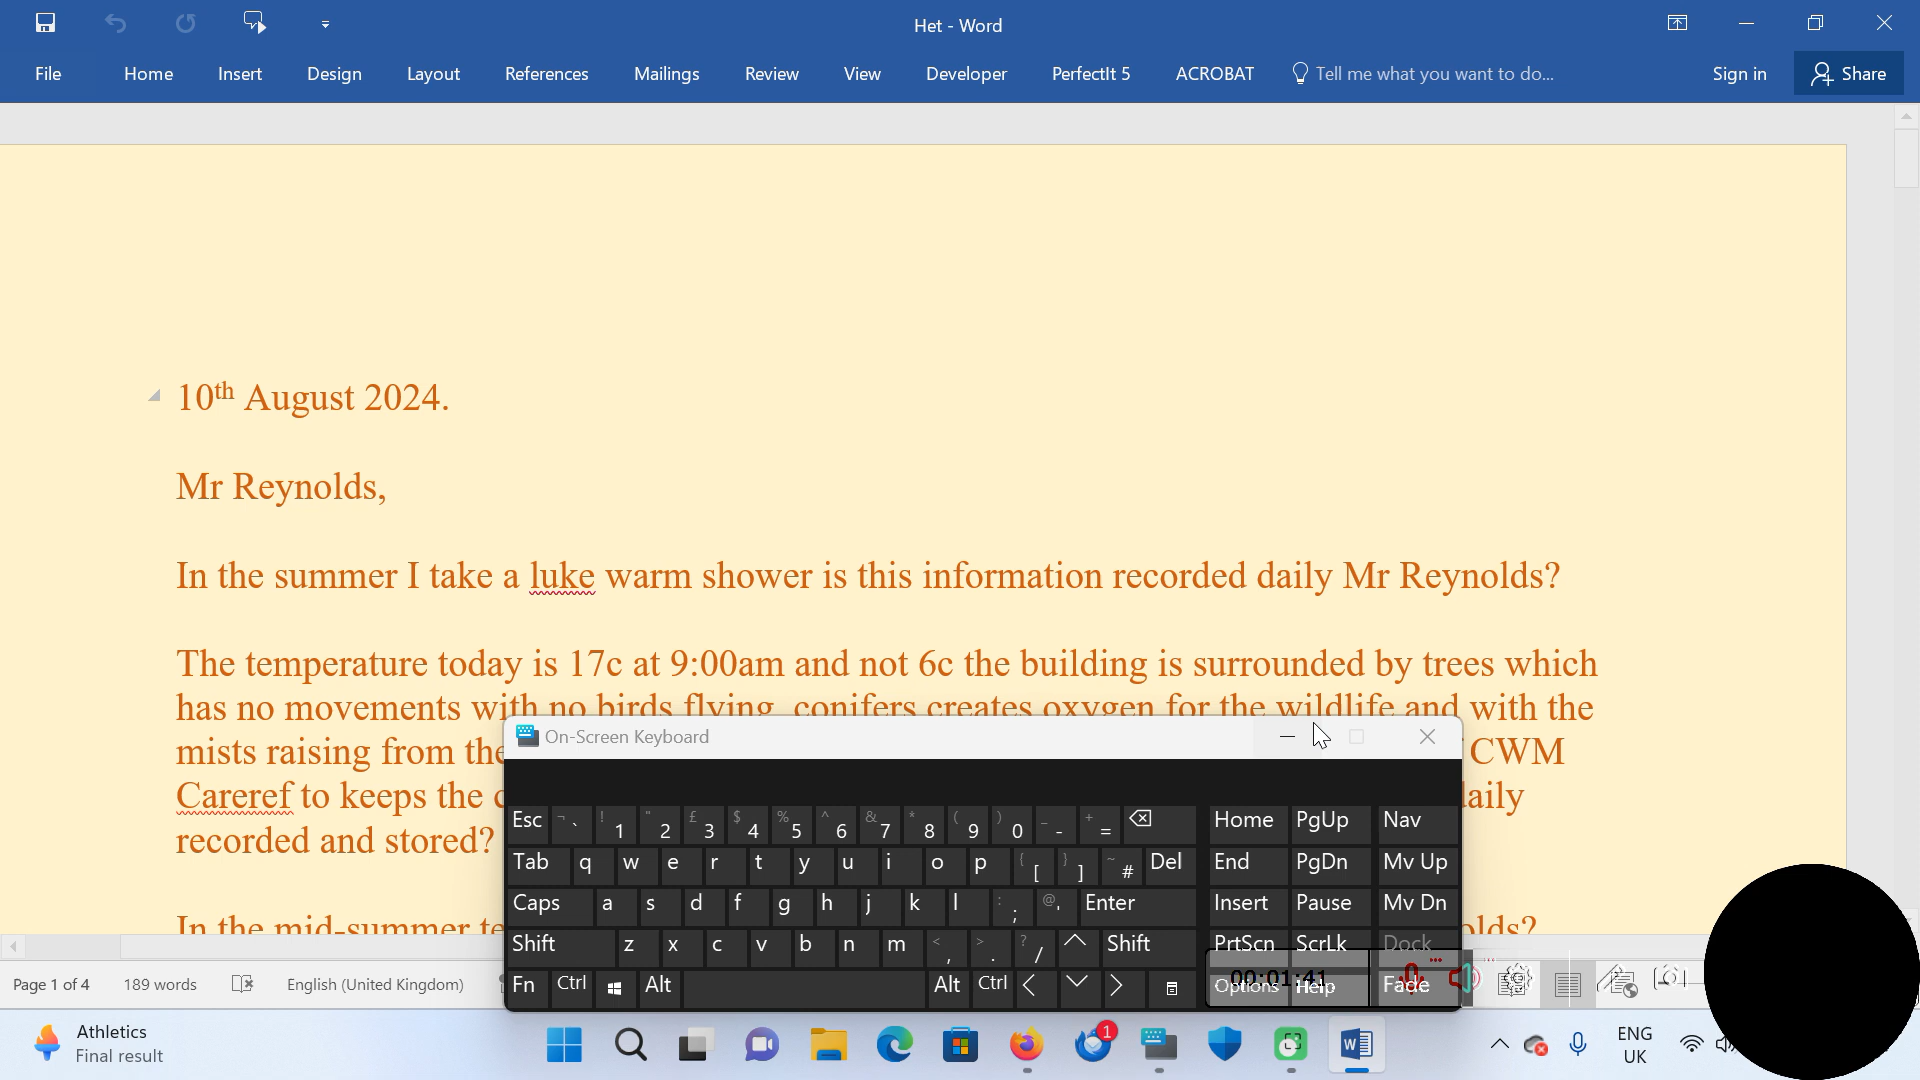 Het - Word
File Home Insert Design Layout References Mailings Review View Developer PerfectIt 5 ACROBAT Tell me what you want to do... Sign in Share
10th August 2024.
Mr Reynolds,
In the summer I take a luke warm shower is this information recorded daily Mr Reynolds?
The temperature today is 17c at 9:00am and not 6c the building is surrounded by trees which
has no movements with no birds flying, conifers creates oxygen for the wildlife and with the
mists raising from the CWM
Careref to keeps the daily
recorded and stored?
In the mid-summer
On-Screen Keyboard
Esc ¬ ` ! 1 " 2 £ 3 $ 4 % 5 ^ 6 & 7 * 8 ( 9 ) 0 _ - + = Home PgUp Nav
Tab q w e r t y u i o p { [ } ] ~ # Del End PgDn Mv Up
Caps a s d f g h j k l : ; @ ' Enter Insert Pause Mv Dn
Shift z x c v b n m < , > . ? / Shift PrtScn ScrLk Dock
Fn Ctrl Alt Alt Ctrl Options Help Fade
00:01:41
Page 1 of 4 189 words English (United Kingdom)
Athletics
Final result
1
ENG
UK